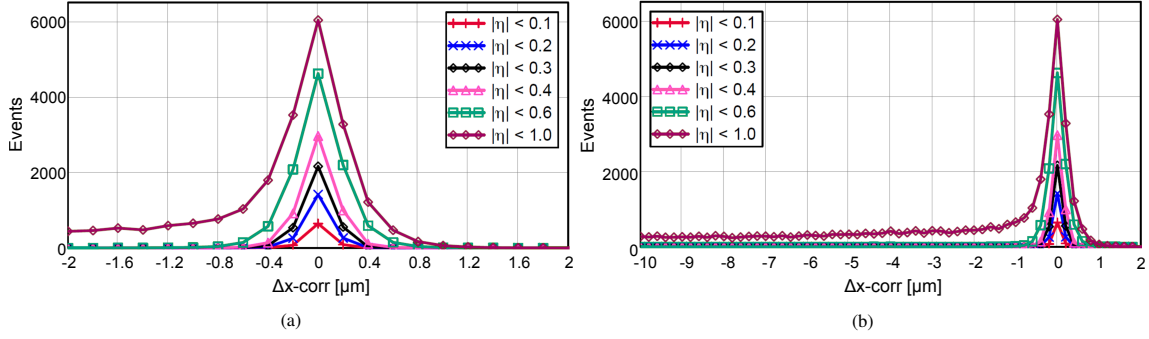 6000
4000
2000
0
Events
-2 -1.6 -1.2 -0.8 -0.4 0 0.4 0.8 1.2 1.6 2
Δx-corr [μm]
|η| < 0.1
|η| < 0.2
|η| < 0.3
|η| < 0.4
|η| < 0.6
|η| < 1.0
(a)
6000
4000
2000
0
Events
-10 -9 -8 -7 -6 -5 -4 -3 -2 -1 0 1 2
Δx-corr [μm]
|η| < 0.1
|η| < 0.2
|η| < 0.3
|η| < 0.4
|η| < 0.6
|η| < 1.0
(b)